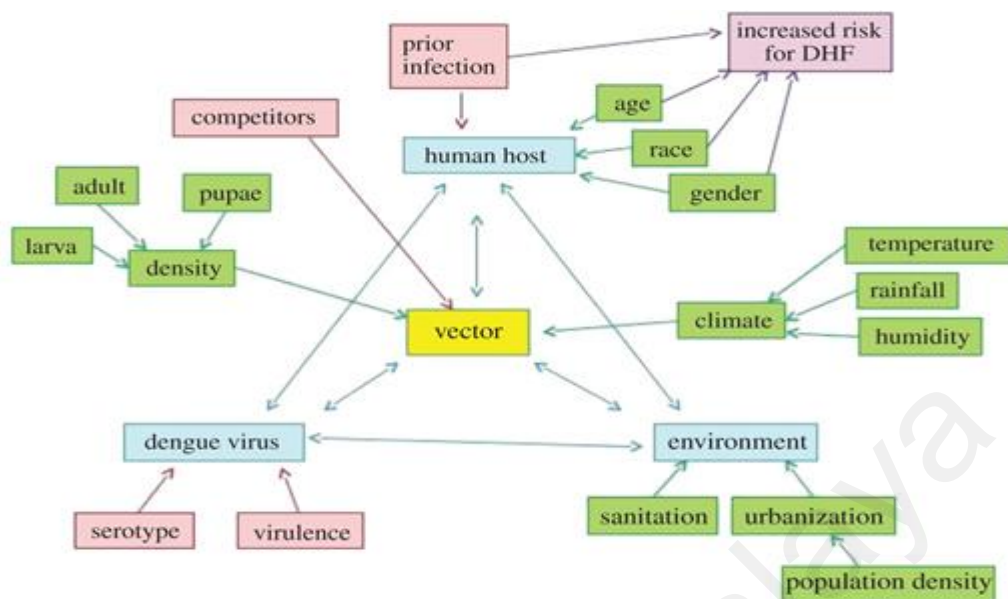 prior
infection
increased risk
for DHF
competitors
age
human host
race
gender
adult
pupae
larva
density
temperature
rainfall
climate
humidity
vector
dengue virus
environment
serotype
virulence
sanitation
urbanization
population density
laya